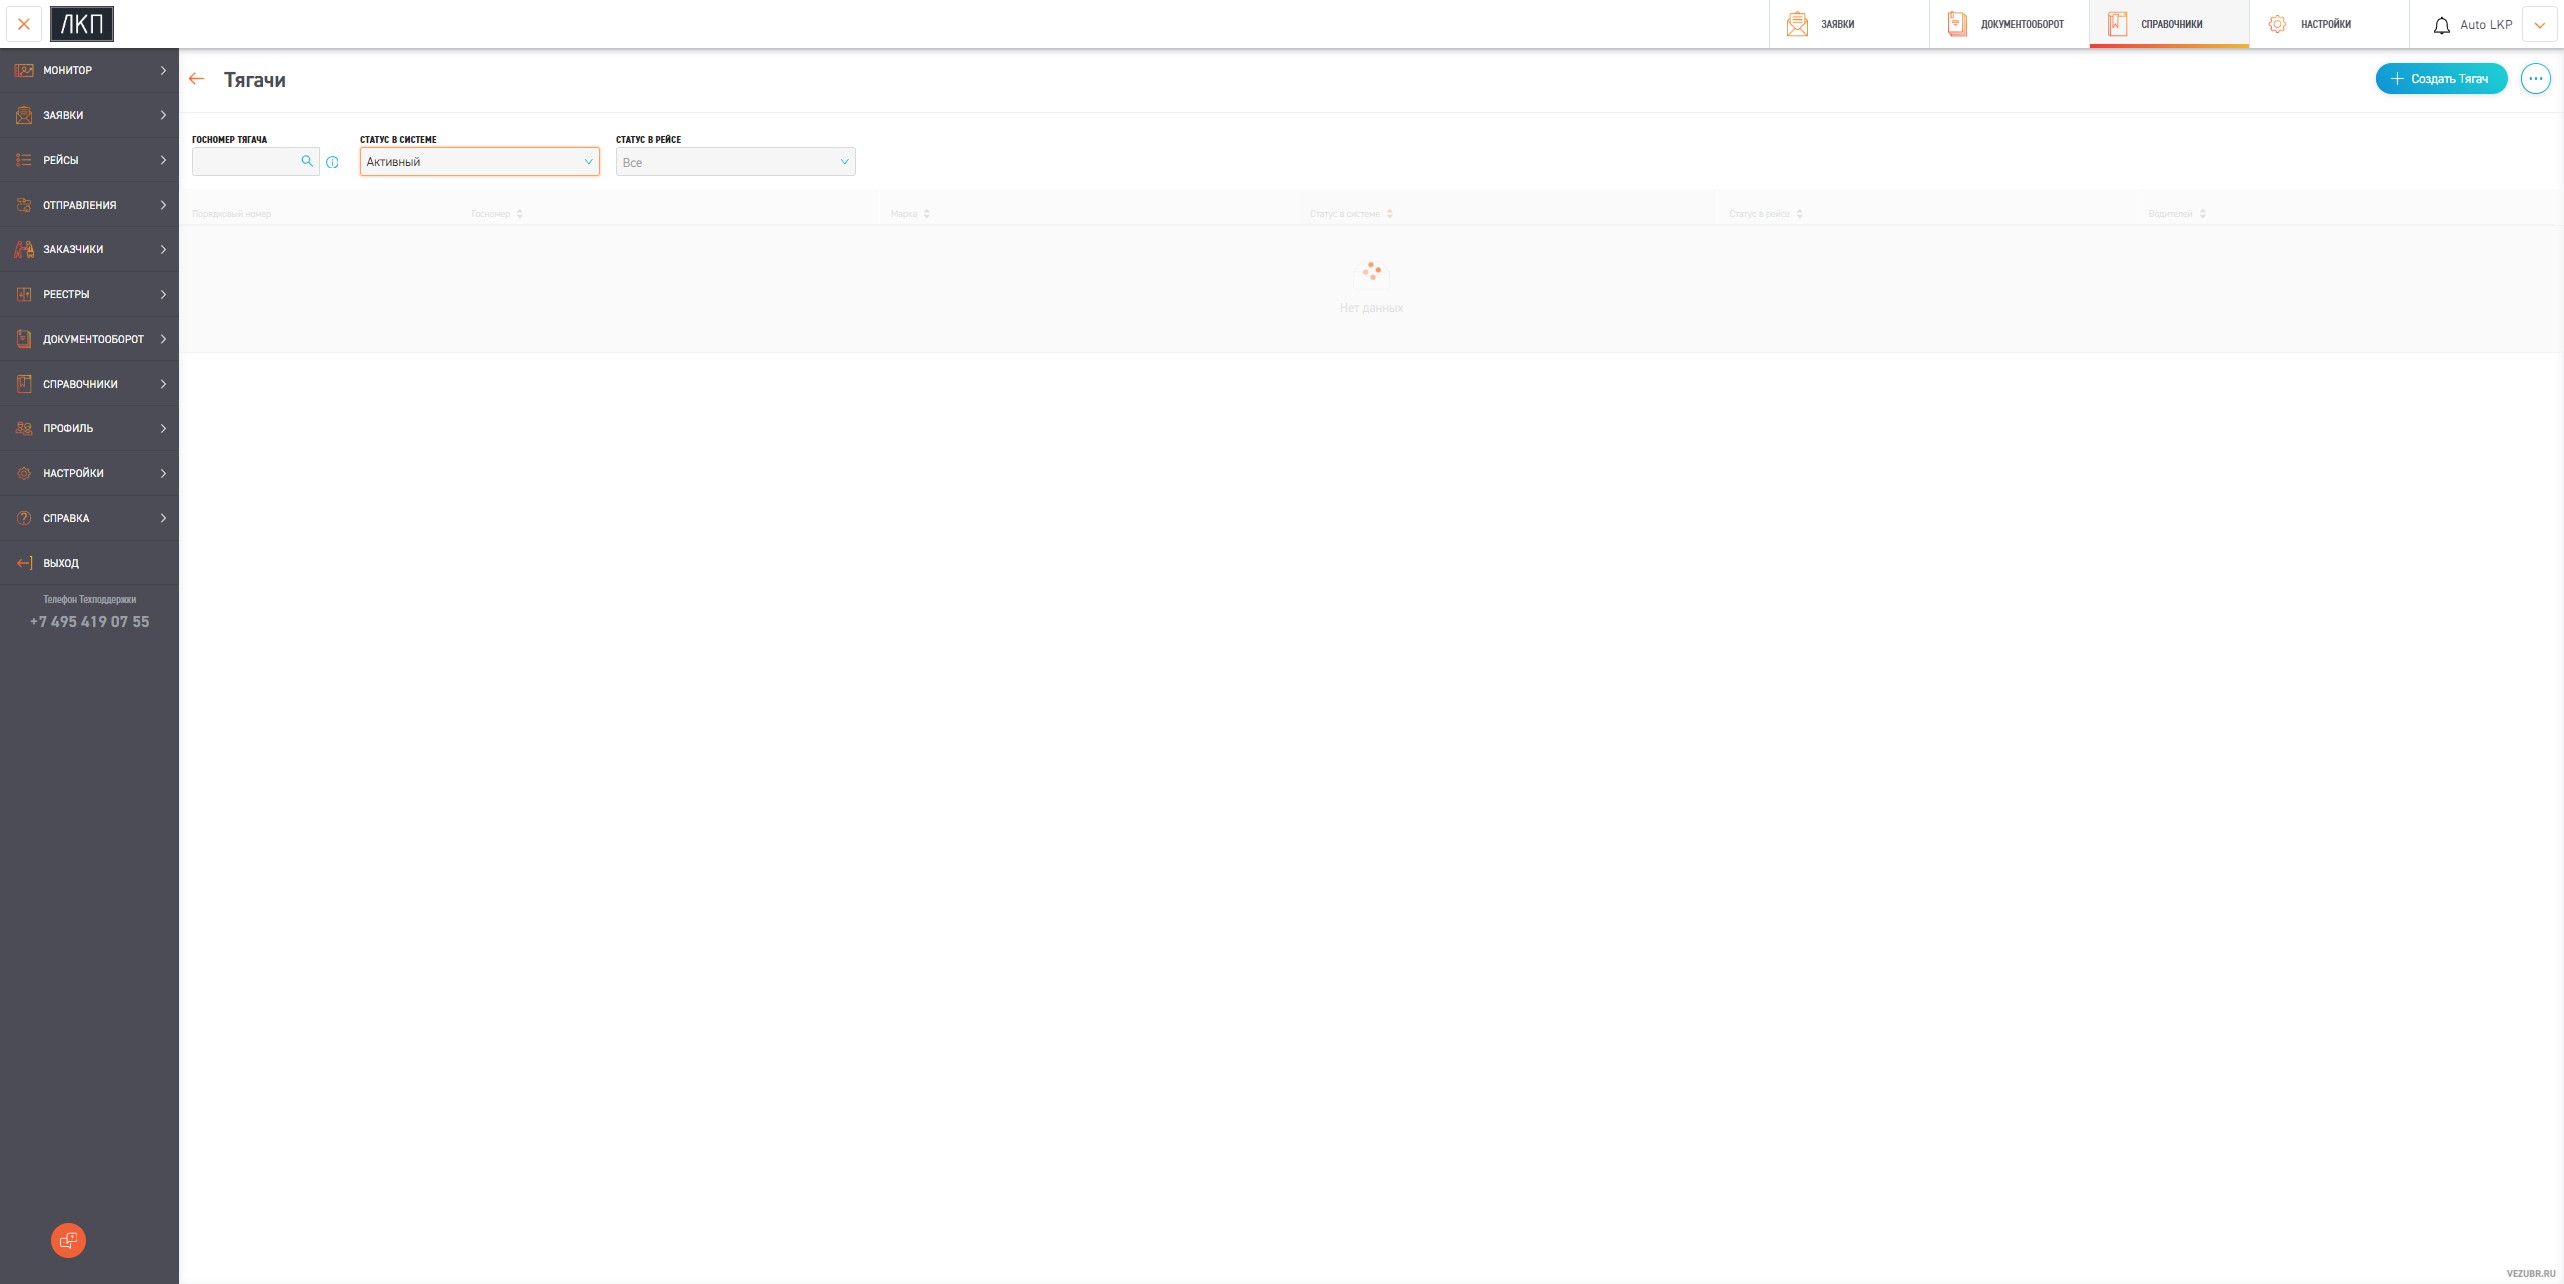 ЛКП
ЗАЯВКИ
ДОКУМЕНТООБОРОТ
СПРАВОЧНИКИ
НАСТРОЙКИ
Auto LKP
МОНИТОР
ЗАЯВКИ
РЕЙСЫ
ОТПРАВЛЕНИЯ
ЗАКАЗЧИКИ
РЕЕСТРЫ
ДОКУМЕНТООБОРОТ
СПРАВОЧНИКИ
ПРОФИЛЬ
НАСТРОЙКИ
СПРАВКА
ВЫХОД
Телефон Техподдержки
+7 495 419 07 55
Тягачи
Создать Тягач
ГОСНОМЕР ТЯГАЧА
СТАТУС В СИСТЕМЕ
СТАТУС В РЕЙСЕ
Активный
Все
Порядковый номер
Госномер
Марка
Статус в системе
Статус в рейсе
Водителей
Нет данных
VEZUBR.RU